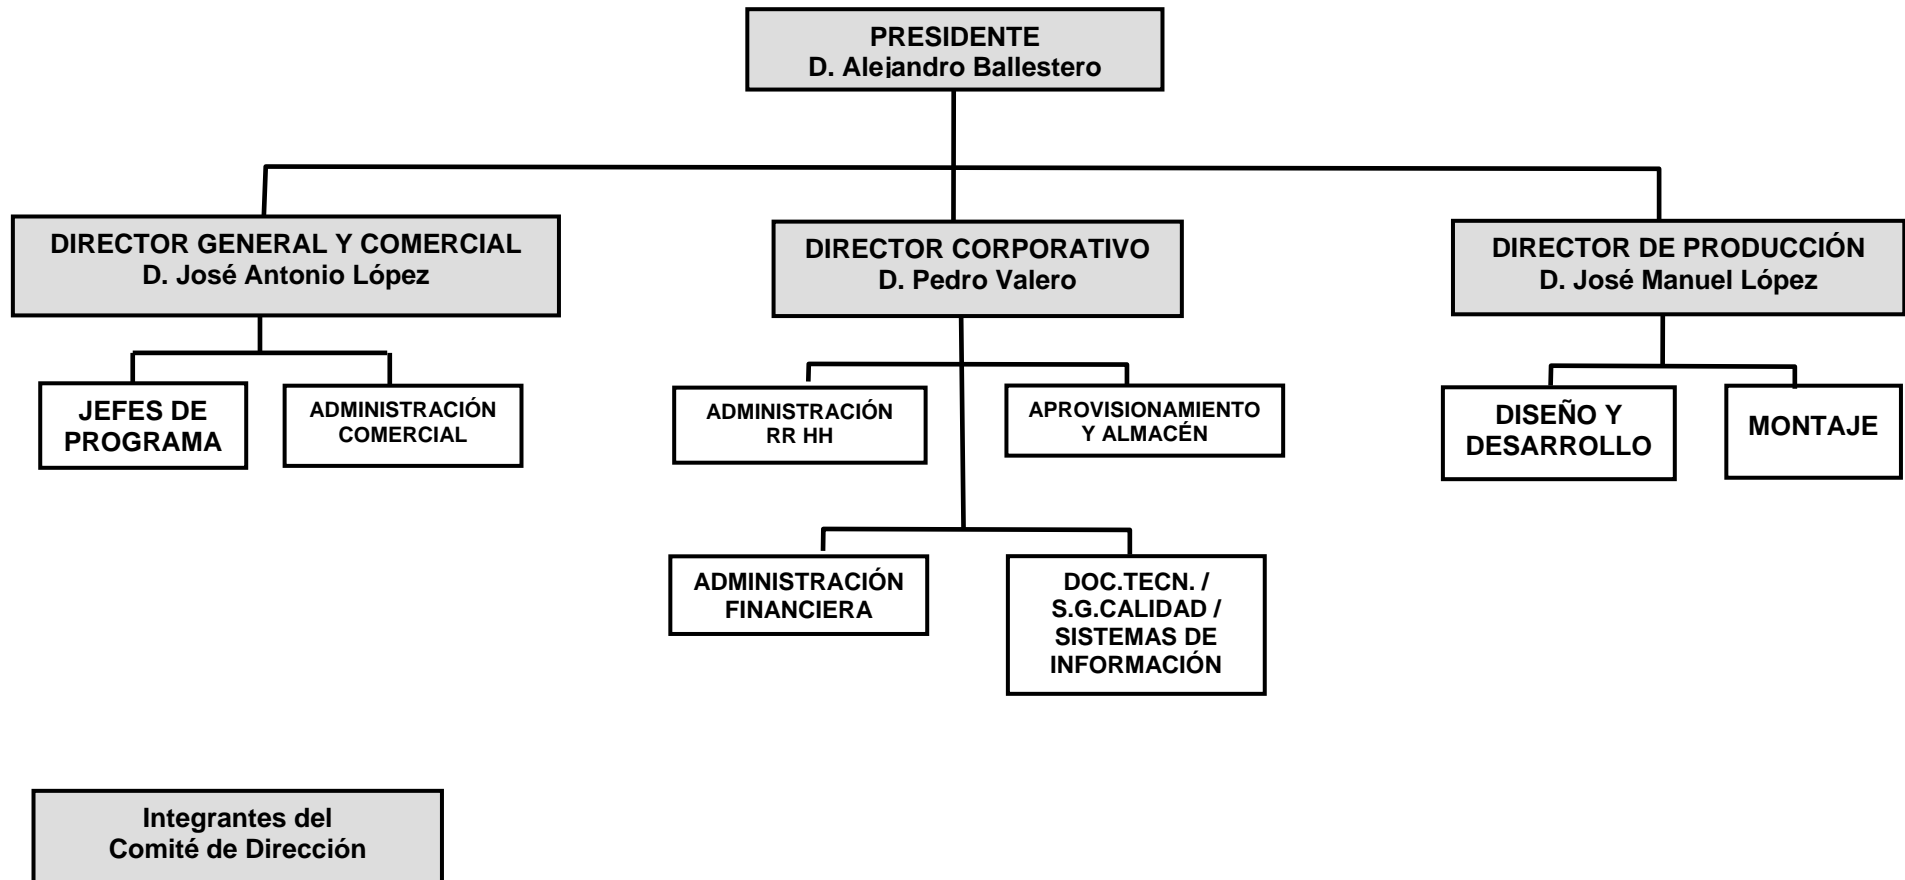 PRESIDENTE
D. Alejandro Ballestero
DIRECTOR GENERAL Y COMERCIAL
D. José Antonio López
DIRECTOR CORPORATIVO
D. Pedro Valero
DIRECTOR DE PRODUCCIÓN
D. José Manuel López
JEFES DE
PROGRAMA
ADMINISTRACIÓN
COMERCIAL
ADMINISTRACIÓN
RR HH
APROVISIONAMIENTO
Y ALMACÉN
DISEÑO Y
DESARROLLO
MONTAJE
ADMINISTRACIÓN
FINANCIERA
DOC.TECN. /
S.G.CALIDAD /
SISTEMAS DE
INFORMACIÓN
Integrantes del
Comité de Dirección